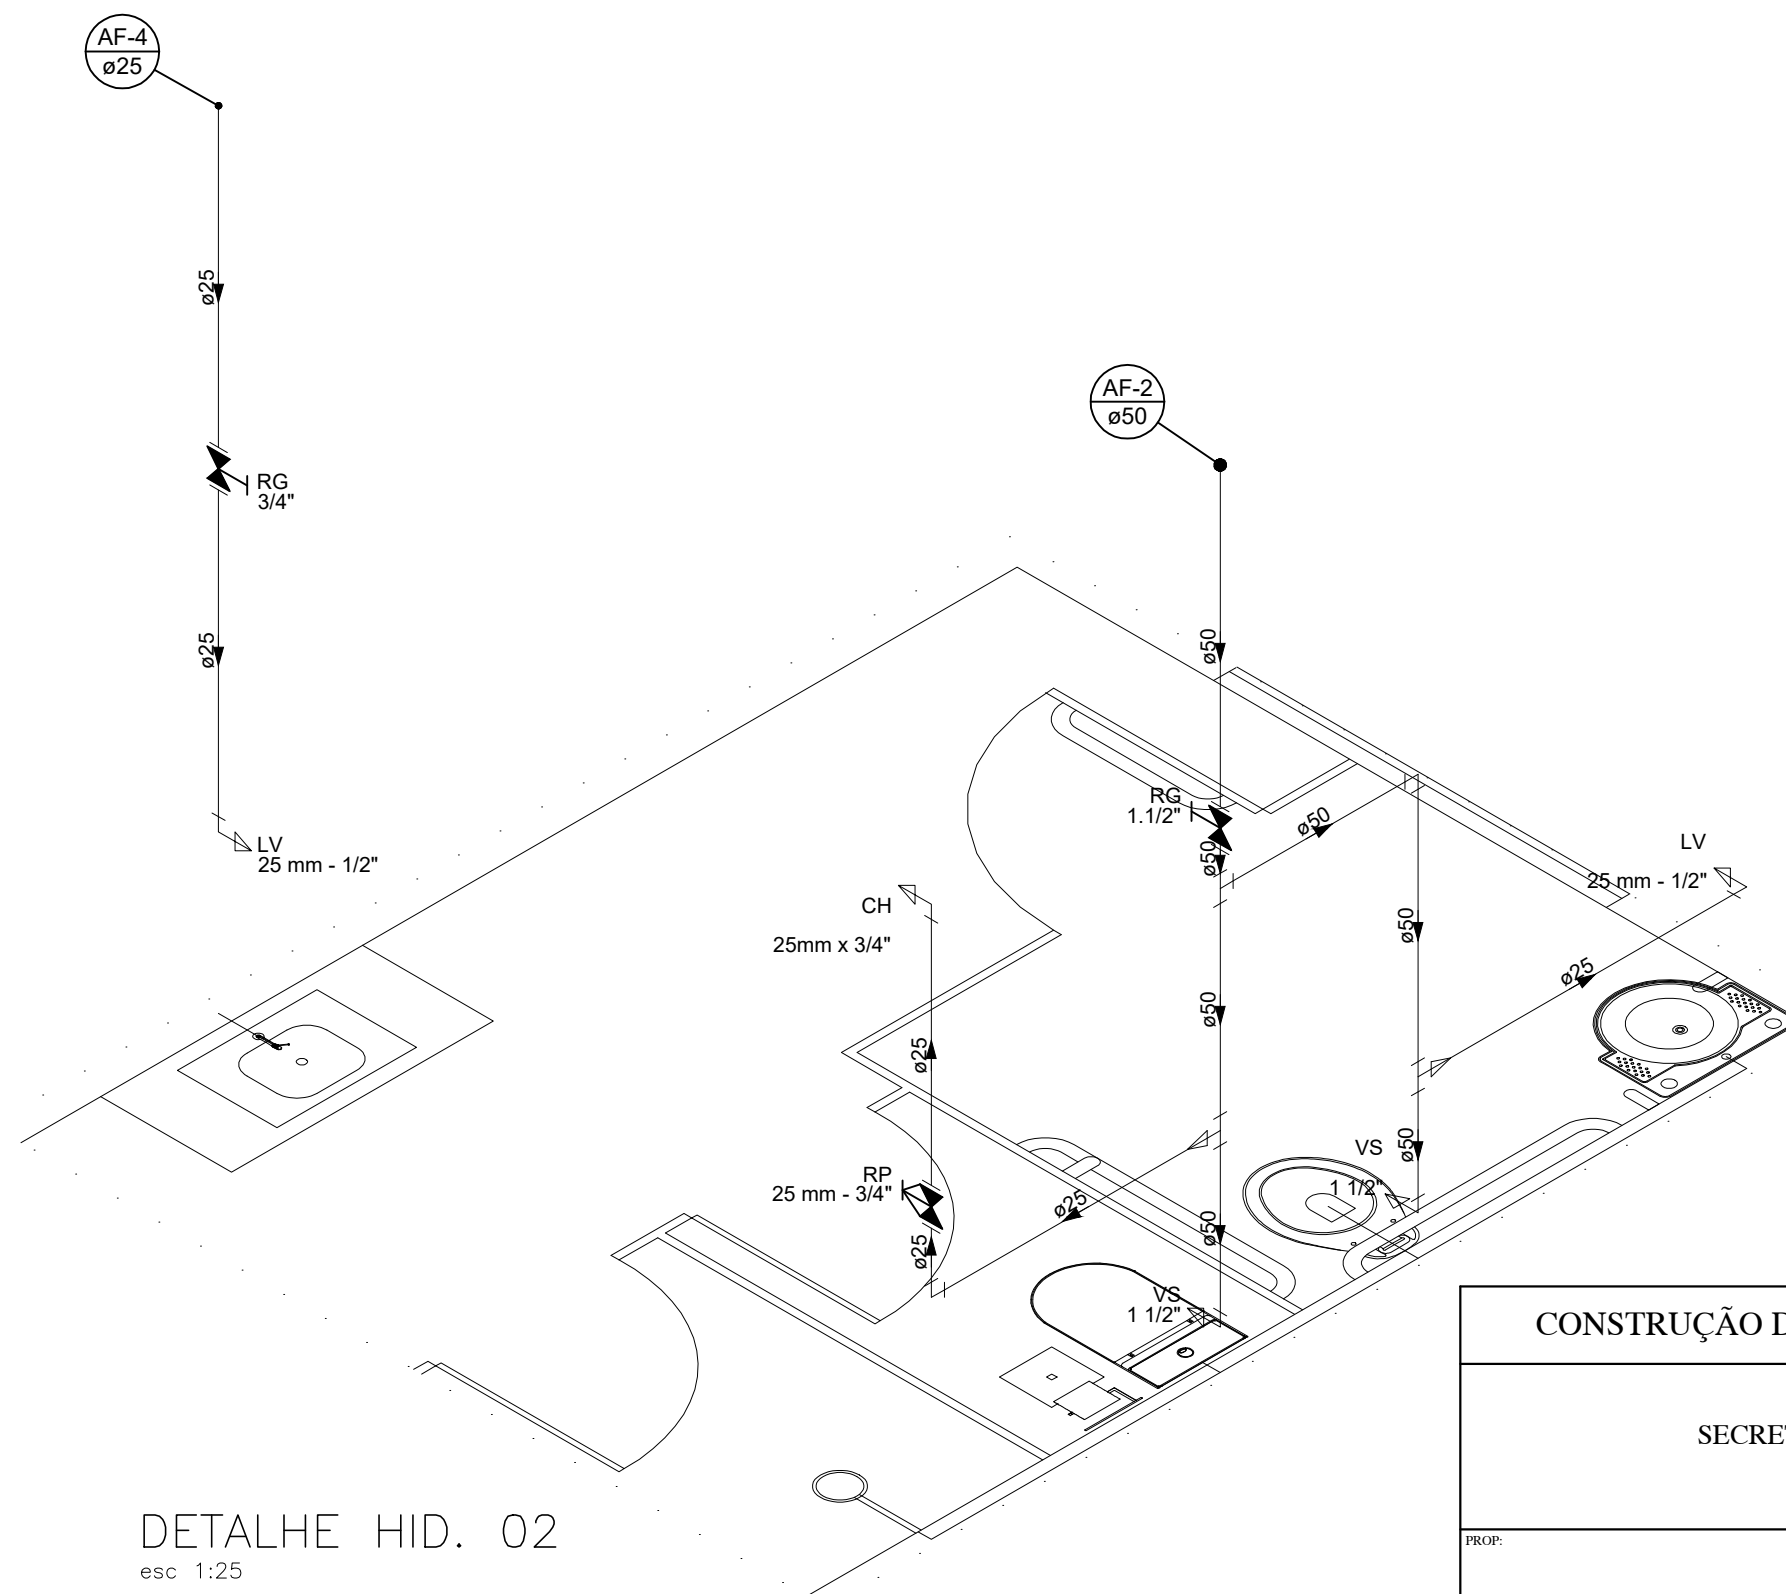 AF-4
ø25
ø25
RG
3/4"
ø25
LV
25 mm - 1/2"
AF-2
ø50
ø50
RG
1.1/2"
ø50
ø50
LV
25 mm - 1/2"
CH
25mm x 3/4"
ø50
ø25
ø50
ø25
VS
1 1/2"
ø50
RP
25 mm - 3/4"
ø25
ø50
ø25
VS
1 1/2"
CONSTRUÇÃO D
SECRE
PROP:
DETALHE HID. 02
esc 1:25